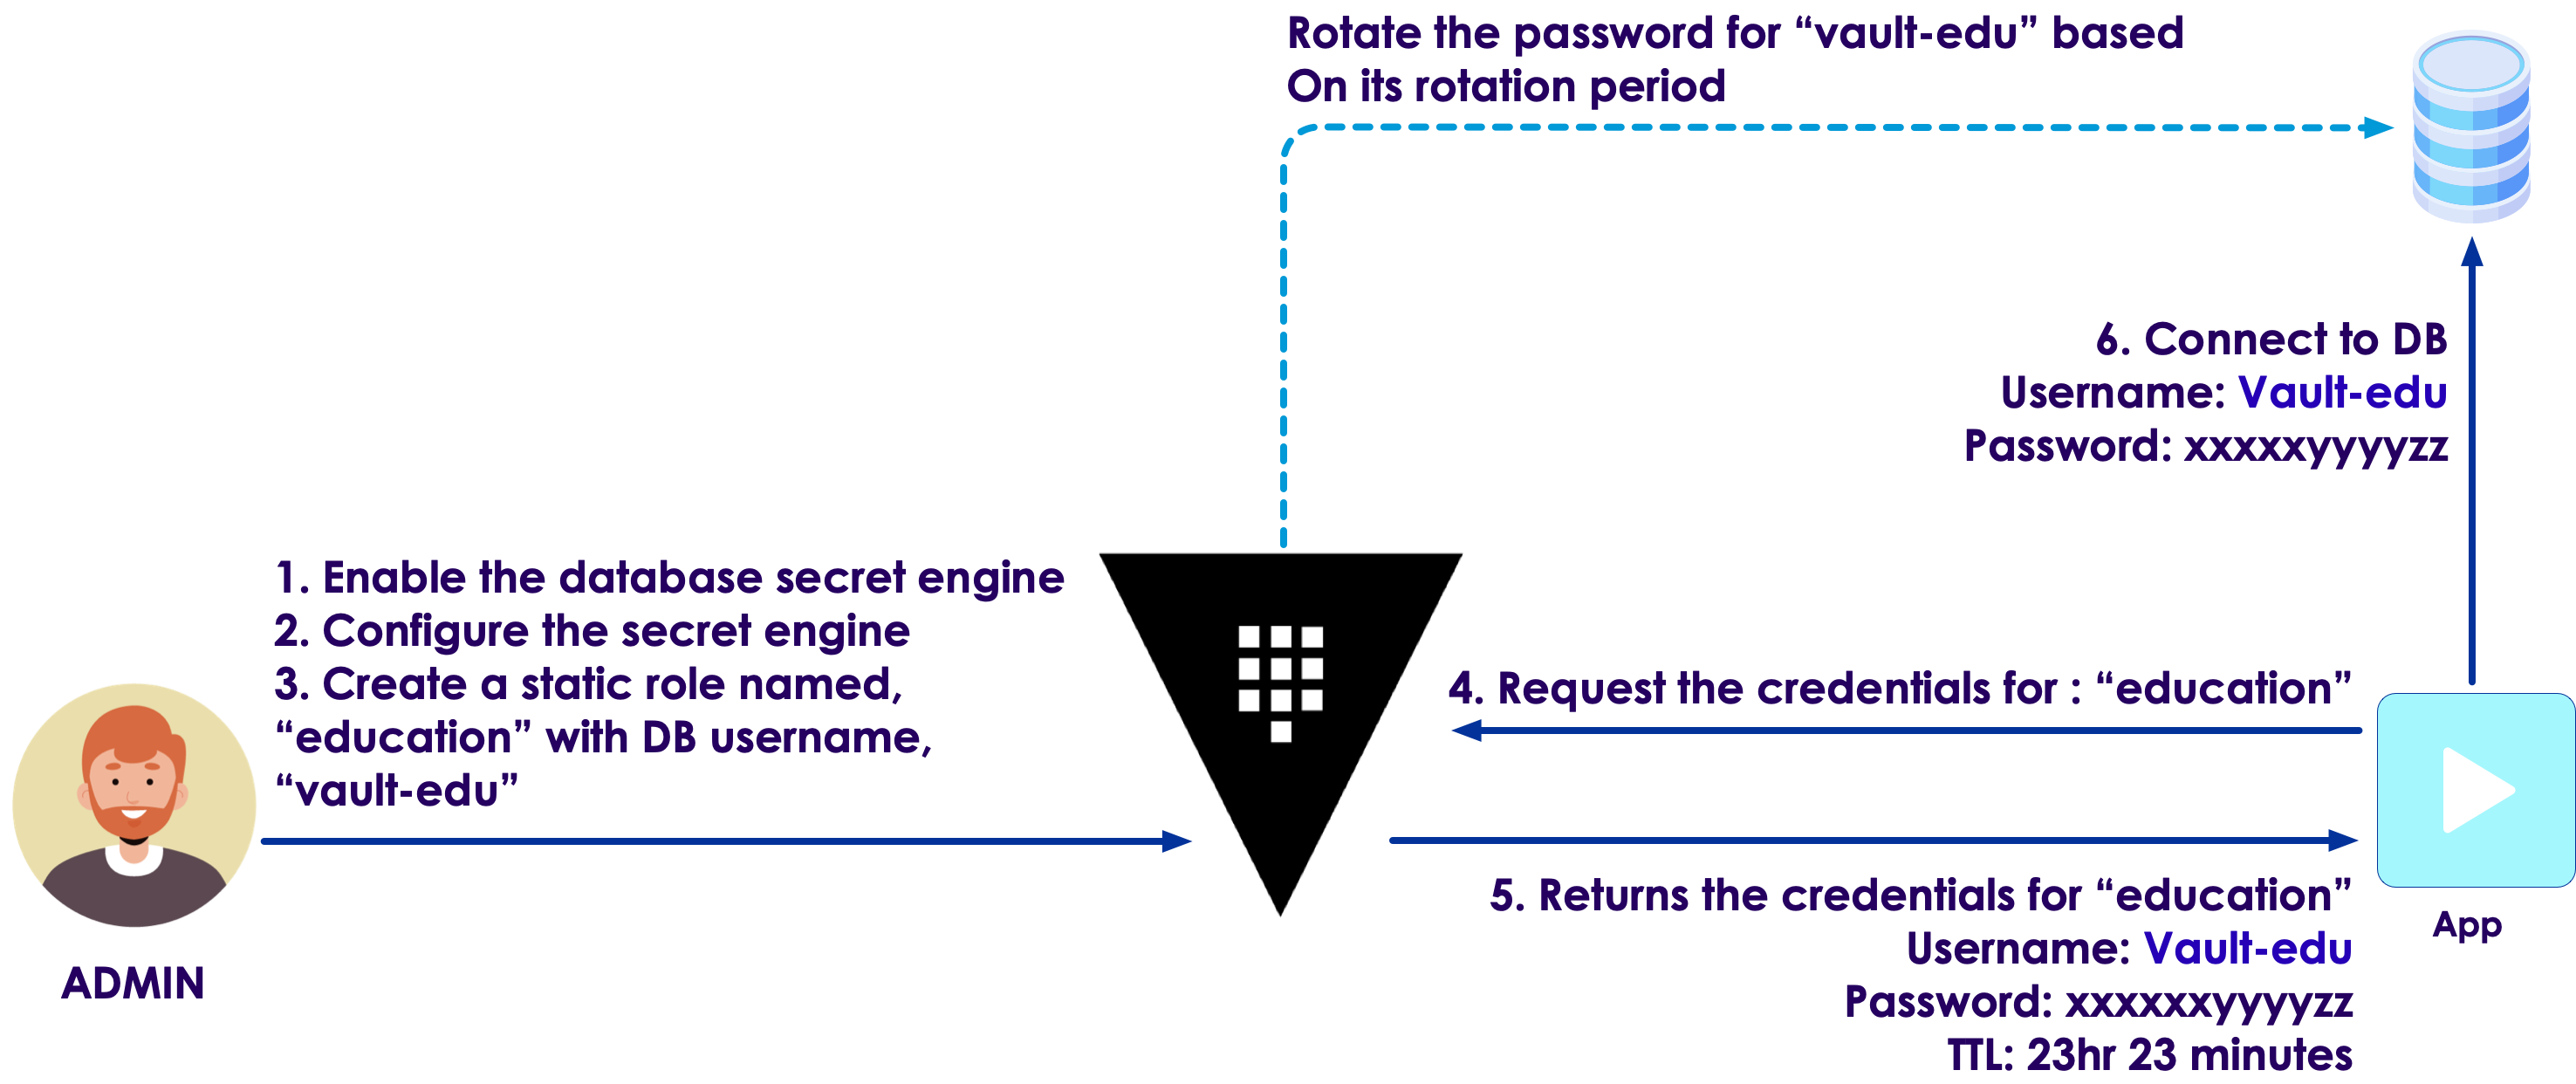 Rotate the password for “vault-edu” based
On its rotation period
6. Connect to DB
Username: Vault-edu
Password: xxxxxyyyyzz
1. Enable the database secret engine
2. Configure the secret engine
3. Create a static role named,
“education” with DB username,
“vault-edu”
4. Request the credentials for : “education”
5. Returns the credentials for “education”
Username: Vault-edu
Password: xxxxxxyyyyzz
TTL: 23hr 23 minutes
App
ADMIN